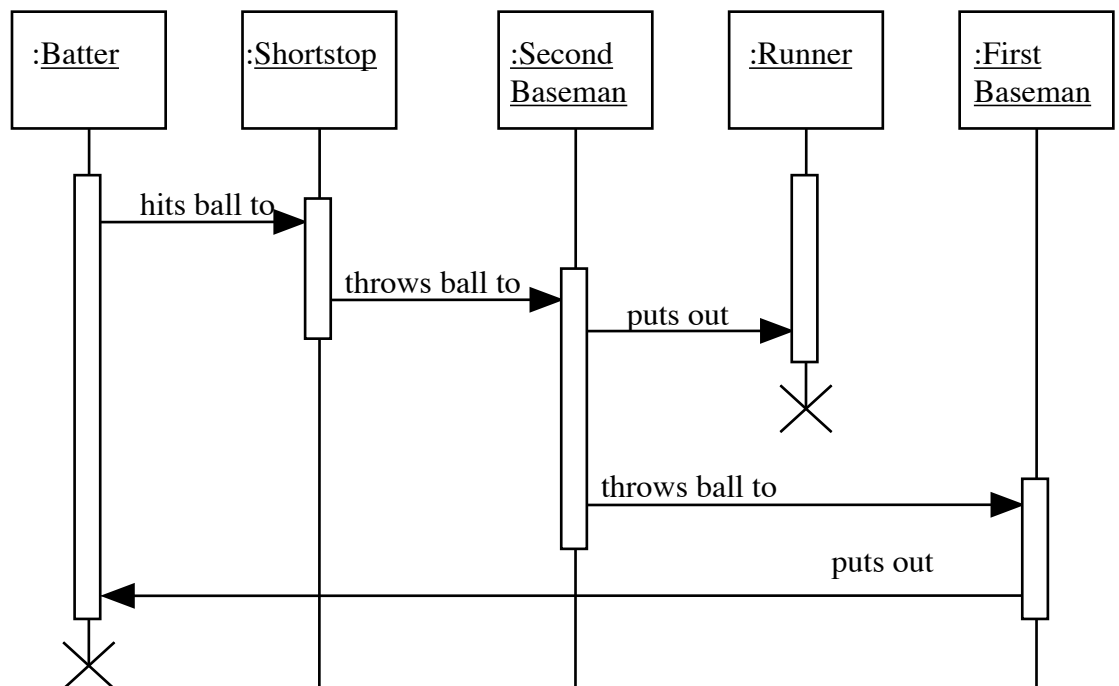 :Batter
:Shortstop
:Second
Baseman
:Runner
:First
Baseman
hits ball to
throws ball to
puts out
throws ball to
puts out